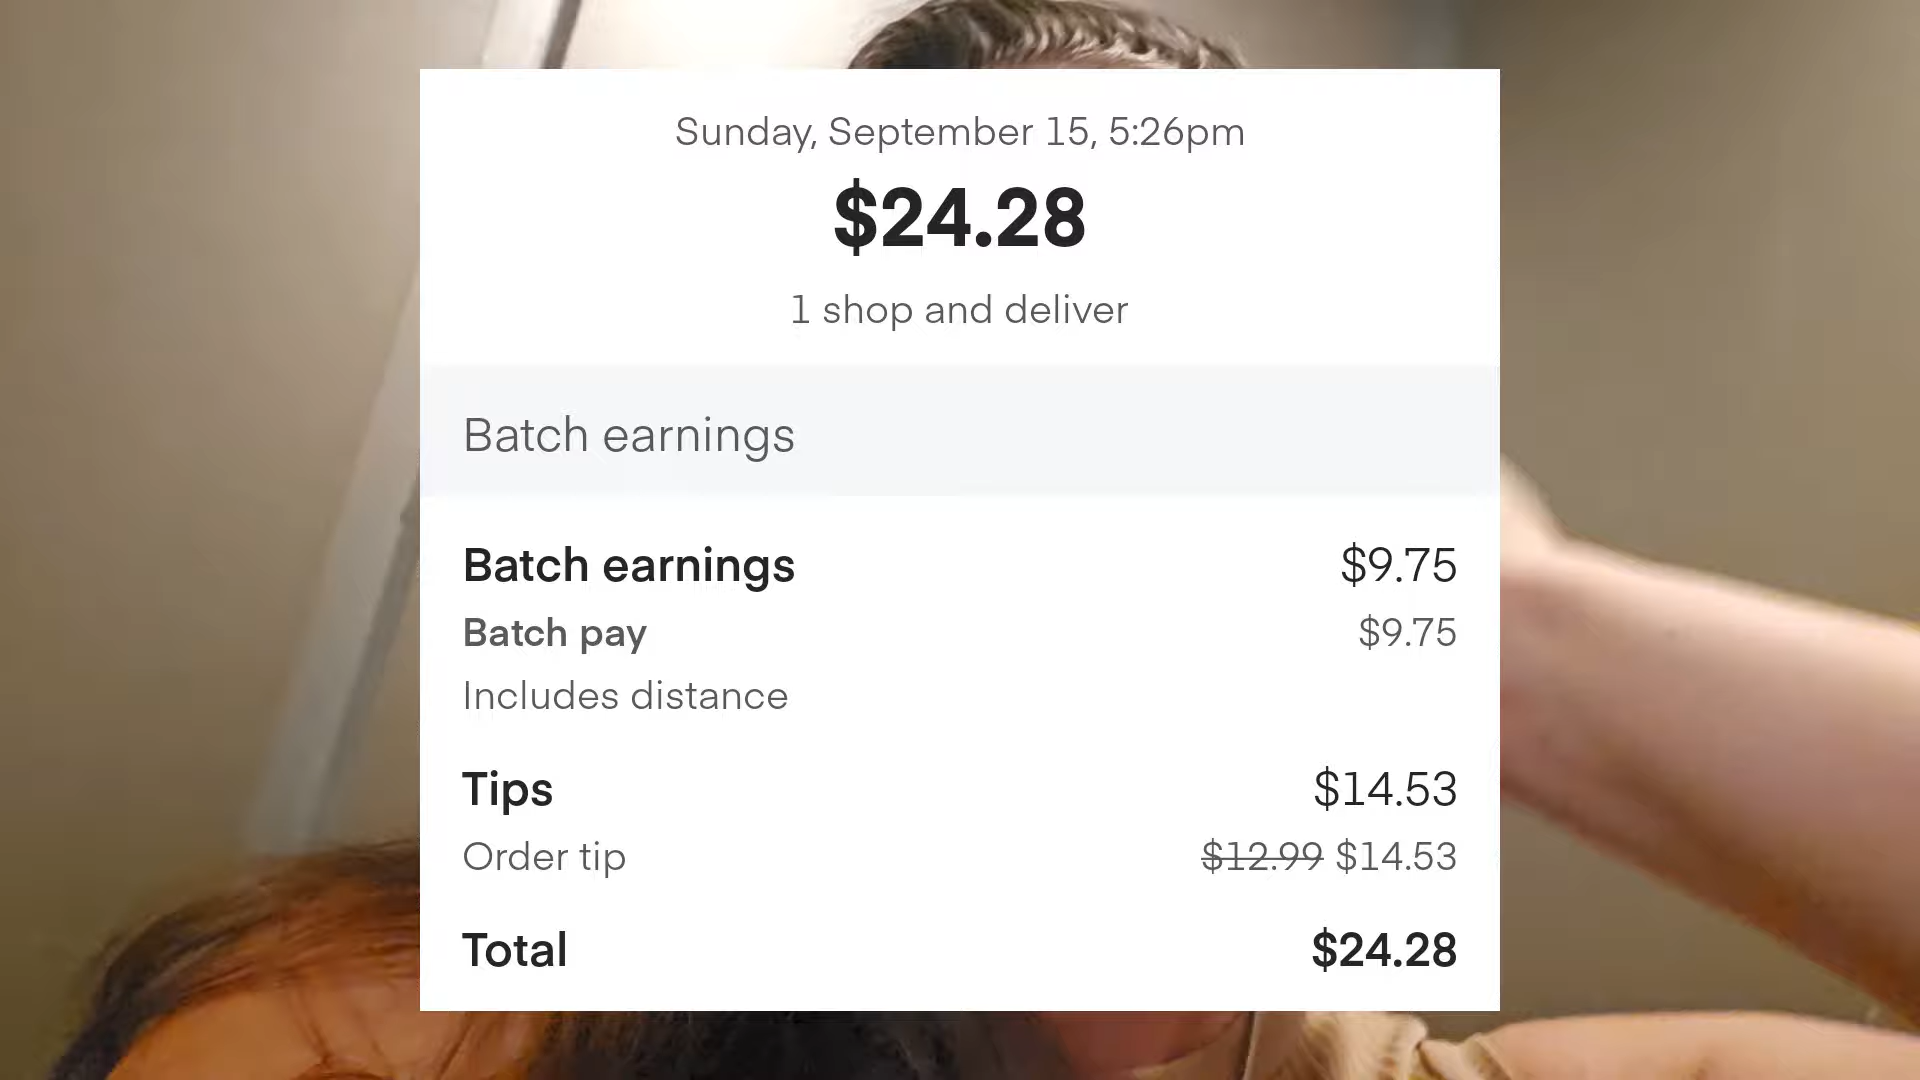 Sunday, September 15, 5:26pm
$24.28
1 shop and deliver
Batch earnings
Batch earnings $9.75
Batch pay $9.75
Includes distance
Tips $14.53
Order tip $12.99 $14.53
Total $24.28